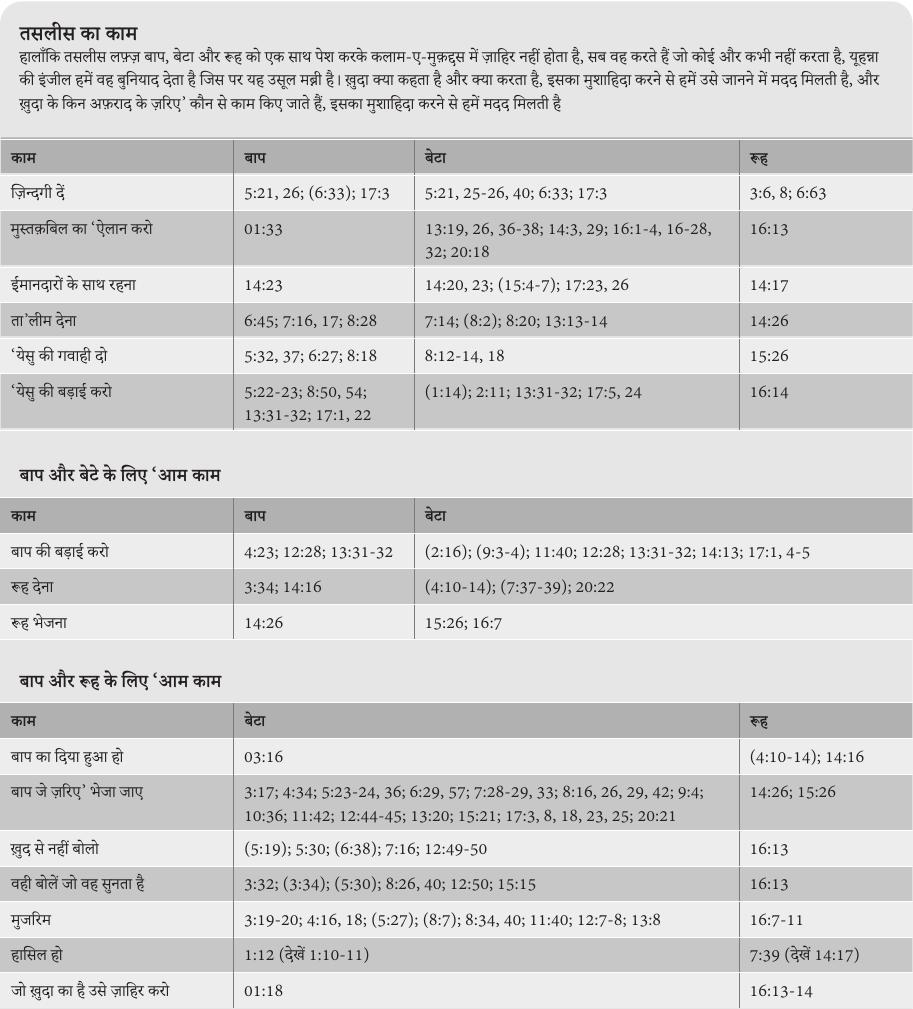 तसलीस का काम
हालाँकि तसलीस लफ़्ज़ बाप, बेटा और रूह को एक साथ पेश करके कलाम-ए-मुक़द्दस में ज़ाहिर नहीं होता है, सब वह करते हैं जो कोई और कभी नहीं करता है, यूहन्ना
की इंजील हमें वह बुनियाद देता है जिस पर यह उसूल मब्नी है। ख़ुदा क्या कहता है और क्या करता है, इसका मुशाहिदा करने से हमें उसे जानने में मदद मिलती है, और
ख़ुदा के किन अफ़राद के ज़रिए’ कौन से काम किए जाते हैं, इसका मुशाहिदा करने से हमें मदद मिलती है
काम बाप बेटा रूह
ज़िन्दगी दें 5:21, 26; (6:33); 17:3 5:21, 25-26, 40; 6:33; 17:3 3:6, 8; 6:63
मुस्तक़बिल का ‘ऐलान करो 01:33 13:19, 26, 36-38; 14:3, 29; 16:1-4, 16-28, 16:13
32; 20:18
ईमानदारों के साथ रहना 14:23 14:20, 23; (15:4-7); 17:23, 26 14:17
ता’लीम देना 6:45; 7:16, 17; 8:28 7:14; (8:2); 8:20; 13:13-14 14:26
‘येसु की गवाही दो 5:32, 37; 6:27; 8:18 8:12-14, 18 15:26
‘येसु की बड़ाई करो 5:22-23; 8:50, 54; (1:14); 2:11; 13:31-32; 17:5, 24 16:14
13:31-32; 17:1, 22
बाप और बेटे के लिए ‘आम काम
काम बाप बेटा
बाप की बड़ाई करो 4:23; 12:28; 13:31-32 (2:16); (9:3-4); 11:40; 12:28; 13:31-32; 14:13; 17:1, 4-5
रूह देना 3:34; 14:16 (4:10-14); (7:37-39); 20:22
रूह भेजना 14:26 15:26; 16:7
बाप और रूह के लिए ‘आम काम
काम बेटा रूह
बाप का दिया हुआ हो 03:16 (4:10-14); 14:16
बाप जे ज़रिए’ भेजा जाए 3:17; 4:34; 5:23-24, 36; 6:29, 57; 7:28-29, 33; 8:16, 26, 29, 42; 9:4; 14:26; 15:26
10:36; 11:42; 12:44-45; 13:20; 15:21; 17:3, 8, 18, 23, 25; 20:21
ख़ुद से नहीं बोलो (5:19); 5:30; (6:38); 7:16; 12:49-50 16:13
वही बोलें जो वह सुनता है 3:32; (3:34); (5:30); 8:26, 40; 12:50; 15:15 16:13
मुजरिम 3:19-20; 4:16, 18; (5:27); (8:7); 8:34, 40; 11:40; 12:7-8; 13:8 16:7-11
हासिल हो 1:12 (देखें 1:10-11) 7:39 (देखें 14:17)
जो ख़ुदा का है उसे ज़ाहिर करो 01:18 16:13-14